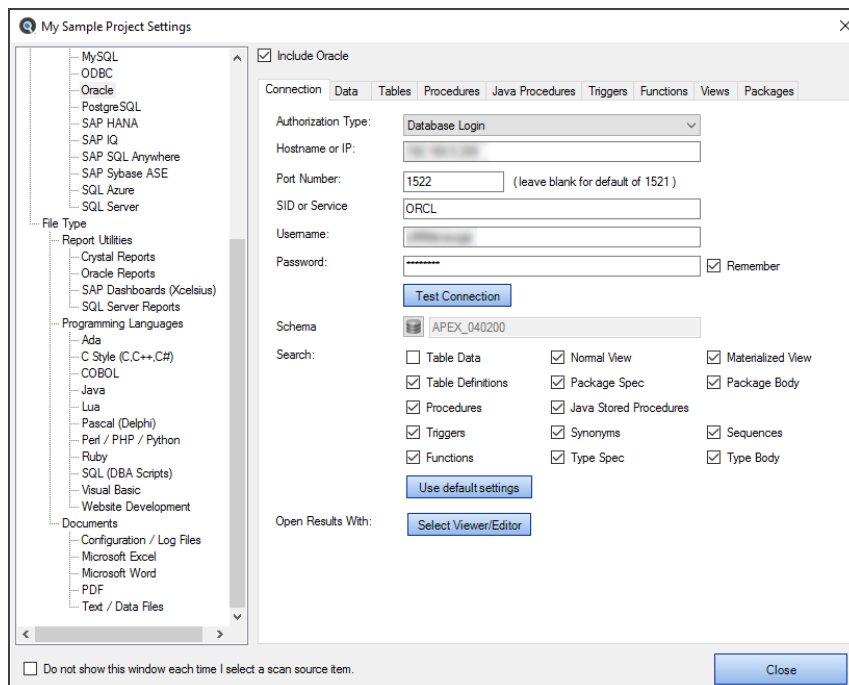 My Sample Project Settings
MySQL
ODBC
Oracle
PostgreSQL
SAP HANA
SAP IQ
SAP SQL Anywhere
SAP Sybase ASE
SQL Azure
SQL Server
File Type
Report Utilities
Crystal Reports
Oracle Reports
SAP Dashboards (Xcelsius)
SQL Server Reports
Programming Languages
Ada
C Style (C,C++,C#)
COBOL
Java
Lua
Pascal (Delphi)
Perl / PHP / Python
Ruby
SQL (DBA Scripts)
Visual Basic
Website Development
Documents
Configuration / Log Files
Microsoft Excel
Microsoft Word
PDF
Text / Data Files
Include Oracle
Connection Data Tables Procedures Java Procedures Triggers Functions Views Packages
Authorization Type: Database Login
Hostname or IP:
Port Number: 1522 ( leave blank for default of 1521 )
SID or Service ORCL
Username:
Password: ******** Remember
Test Connection
Schema APEX_040200
Search: Table Data Normal View Materialized View
Table Definitions Package Spec Package Body
Procedures Java Stored Procedures
Triggers Synonyms Sequences
Functions Type Spec Type Body
Use default settings
Open Results With: Select Viewer/Editor
Do not show this window each time I select a scan source item.
Close